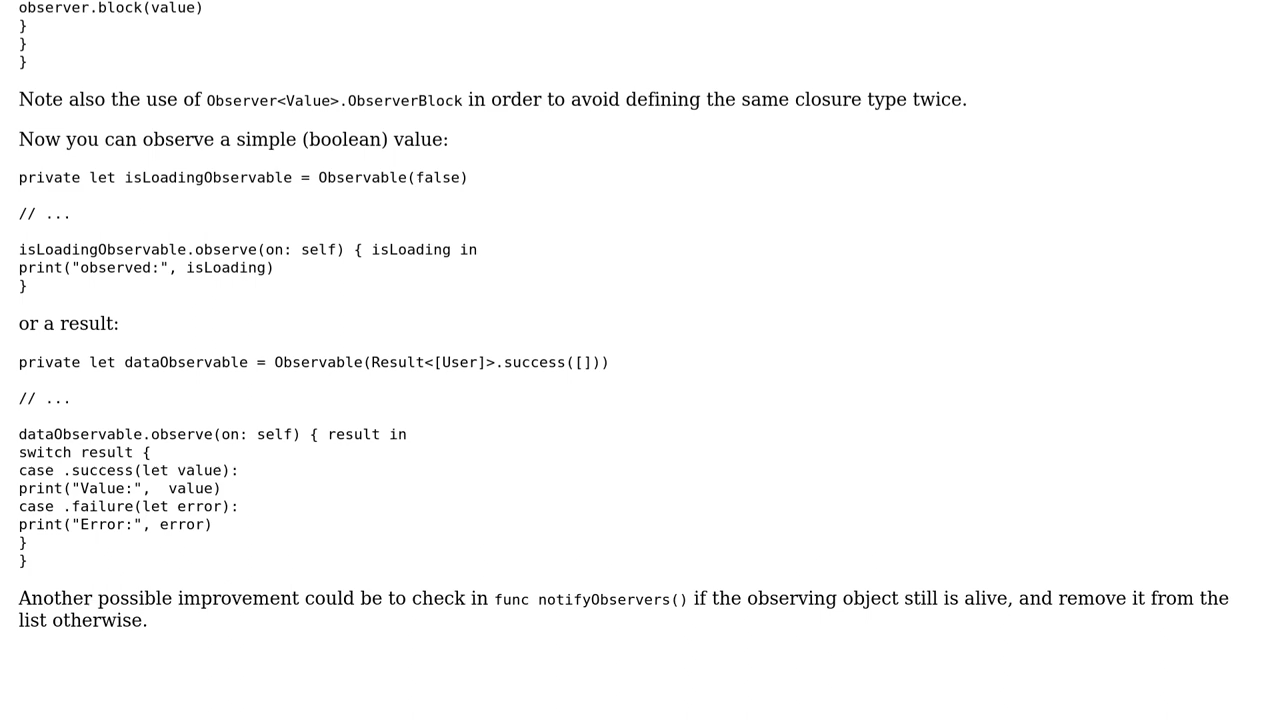 observer.block(value)
}
}
}
Note also the use of Observer<Value>.ObserverBlock in order to avoid defining the same closure type twice.
Now you can observe a simple (boolean) value:
private let isLoadingObservable = Observable(false)
// ...
isLoadingObservable.observe(on: self) { isLoading in
print("observed:", isLoading)
}
or a result:
private let dataObservable = Observable(Result<[User]>.success([]))
// ...
dataObservable.observe(on: self) { result in
switch result {
case .success(let value):
print("Value:",  value)
case .failure(let error):
print("Error:", error)
}
}
Another possible improvement could be to check in func notifyObservers() if the observing object still is alive, and remove it from the
list otherwise.